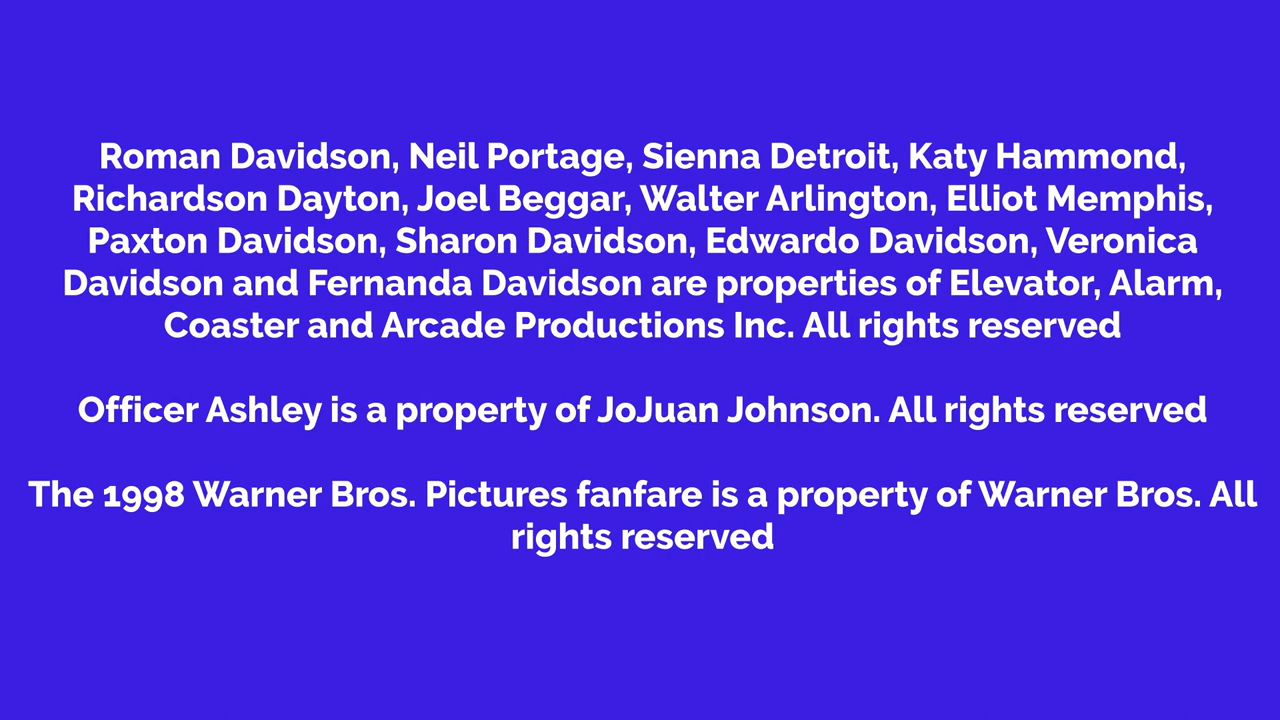 Roman Davidson, Neil Portage, Sienna Detroit, Katy Hammond,
Richardson Dayton, Joel Beggar, Walter Arlington, Elliot Memphis,
Paxton Davidson, Sharon Davidson, Edwardo Davidson, Veronica
Davidson and Fernanda Davidson are properties of Elevator, Alarm,
Coaster and Arcade Productions Inc. All rights reserved
Officer Ashley is a property of JoJuan Johnson. All rights reserved
The 1998 Warner Bros. Pictures fanfare is a property of Warner Bros. All
rights reserved